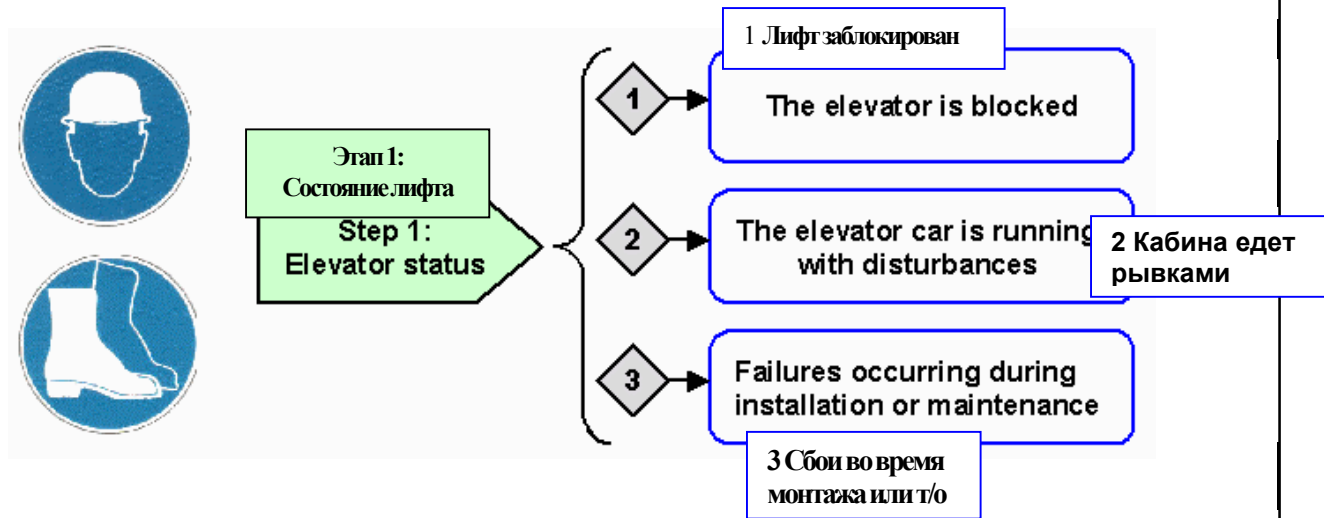 1 Лифт заблокирован
1
The elevator is blocked
Этап 1:
Состояние лифта
Step 1:
Elevator status
2
The elevator car is running
with disturbances
2 Кабина едет
рывками
3
Failures occurring during
installation or maintenance
3 Сбои во время
монтажа или т/о